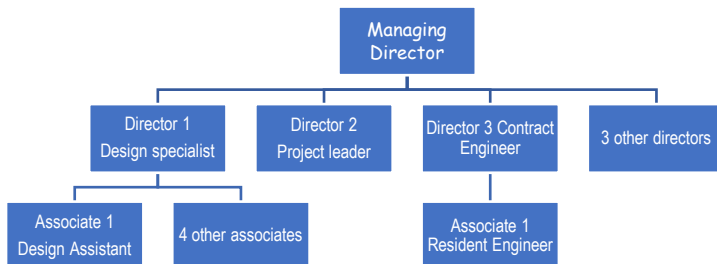 Managing
Director
Director 1
Design specialist
Director 2
Project leader
Director 3 Contract
Engineer
3 other directors
Associate 1
Design Assistant
4 other associates
Associate 1
Resident Engineer